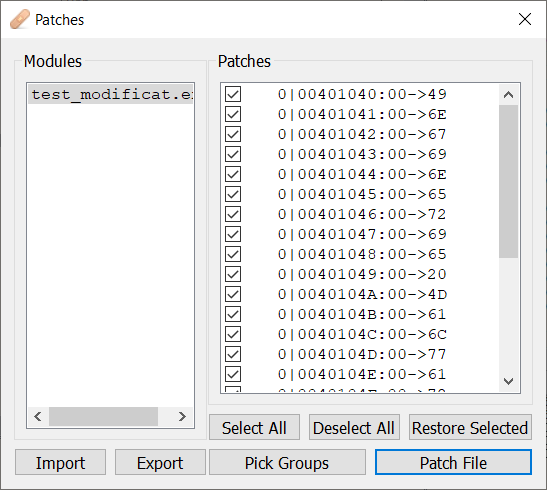 Patches
Modules
test_modificat.e
Patches
0|00401040:00->49
0|00401041:00->6E
0|00401042:00->67
0|00401043:00->69
0|00401044:00->6E
0|00401045:00->65
0|00401046:00->72
0|00401047:00->69
0|00401048:00->65
0|00401049:00->20
0|0040104A:00->4D
0|0040104B:00->61
0|0040104C:00->6C
0|0040104D:00->77
0|0040104E:00->61
Select All
Deselect All
Restore Selected
Import
Export
Pick Groups
Patch File